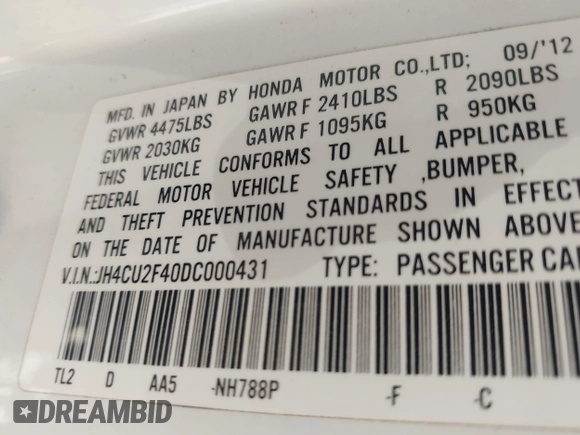 MFD. IN JAPAN BY HONDA MOTOR CO.,LTD; 09/'12
GVWR 4475LBS GAWR F 2410LBS R 2090LBS
GVWR 2030KG GAWR F 1095KG R 950KG
THIS VEHICLE CONFORMS TO ALL APPLICABLE
FEDERAL MOTOR VEHICLE SAFETY ,BUMPER,
AND THEFT PREVENTION STANDARDS IN EFFECT
ON THE DATE OF MANUFACTURE SHOWN ABOVE
V.I.N.:JH4CU2F40DC000431 TYPE: PASSENGER CAR
TL2 D AA5 -NH788P -F -C
DREAMBID